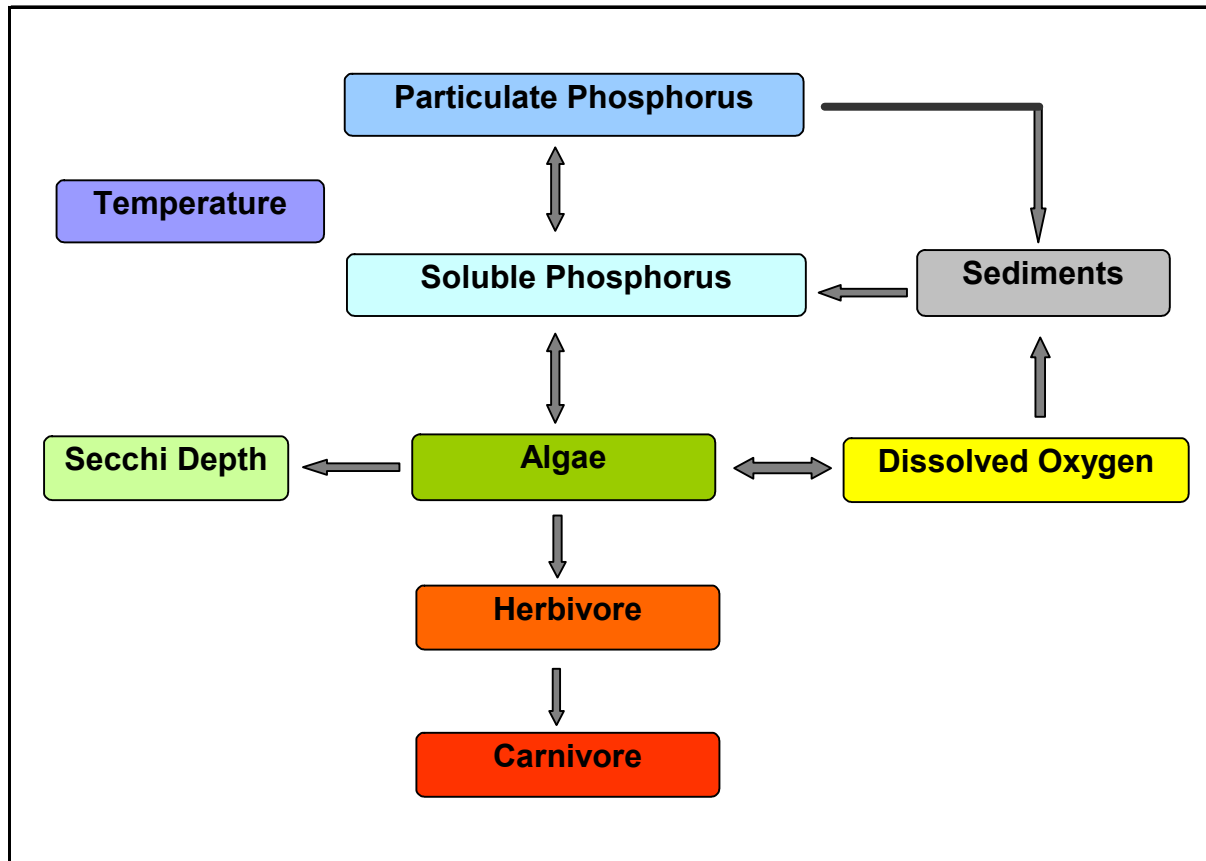 Particulate Phosphorus
Temperature
Soluble Phosphorus
Sediments
Secchi Depth
Algae
Dissolved Oxygen
Herbivore
Carnivore